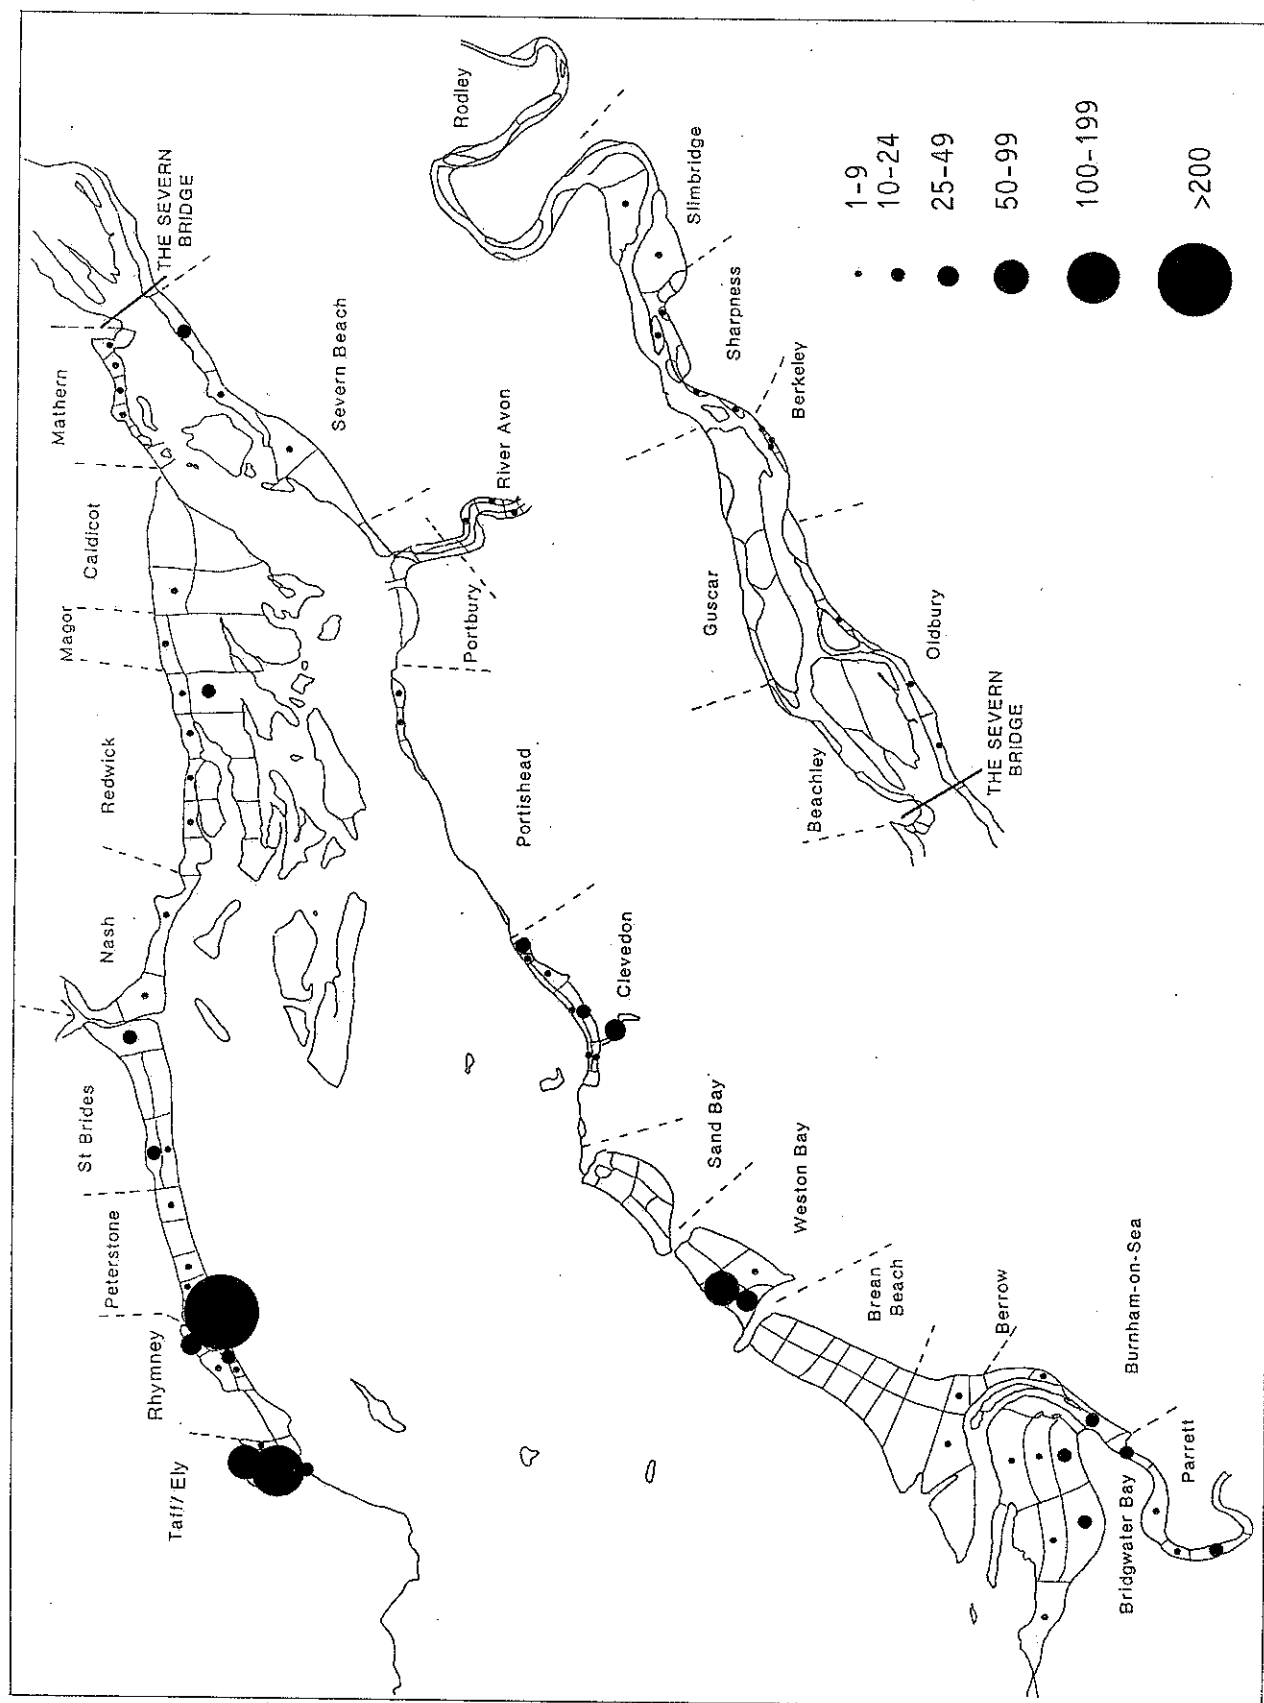 Taff/ Ely
Rhymney
Peterstone
St Brides
Nash
Redwick
Magor
Caldicot
Mathern
THE SEVERN
BRIDGE
Severn Beach
River Avon
Portbury
Portishead
Clevedon
Sand Bay
Weston Bay
Brean
Beach
Berrow
Burnham-on-Sea
Parrett
Bridgwater Bay
Rodley
Slimbridge
Sharpness
Berkeley
Guscar
Oldbury
Beachley
THE SEVERN
BRIDGE
1-9
10-24
25-49
50-99
100-199
>200